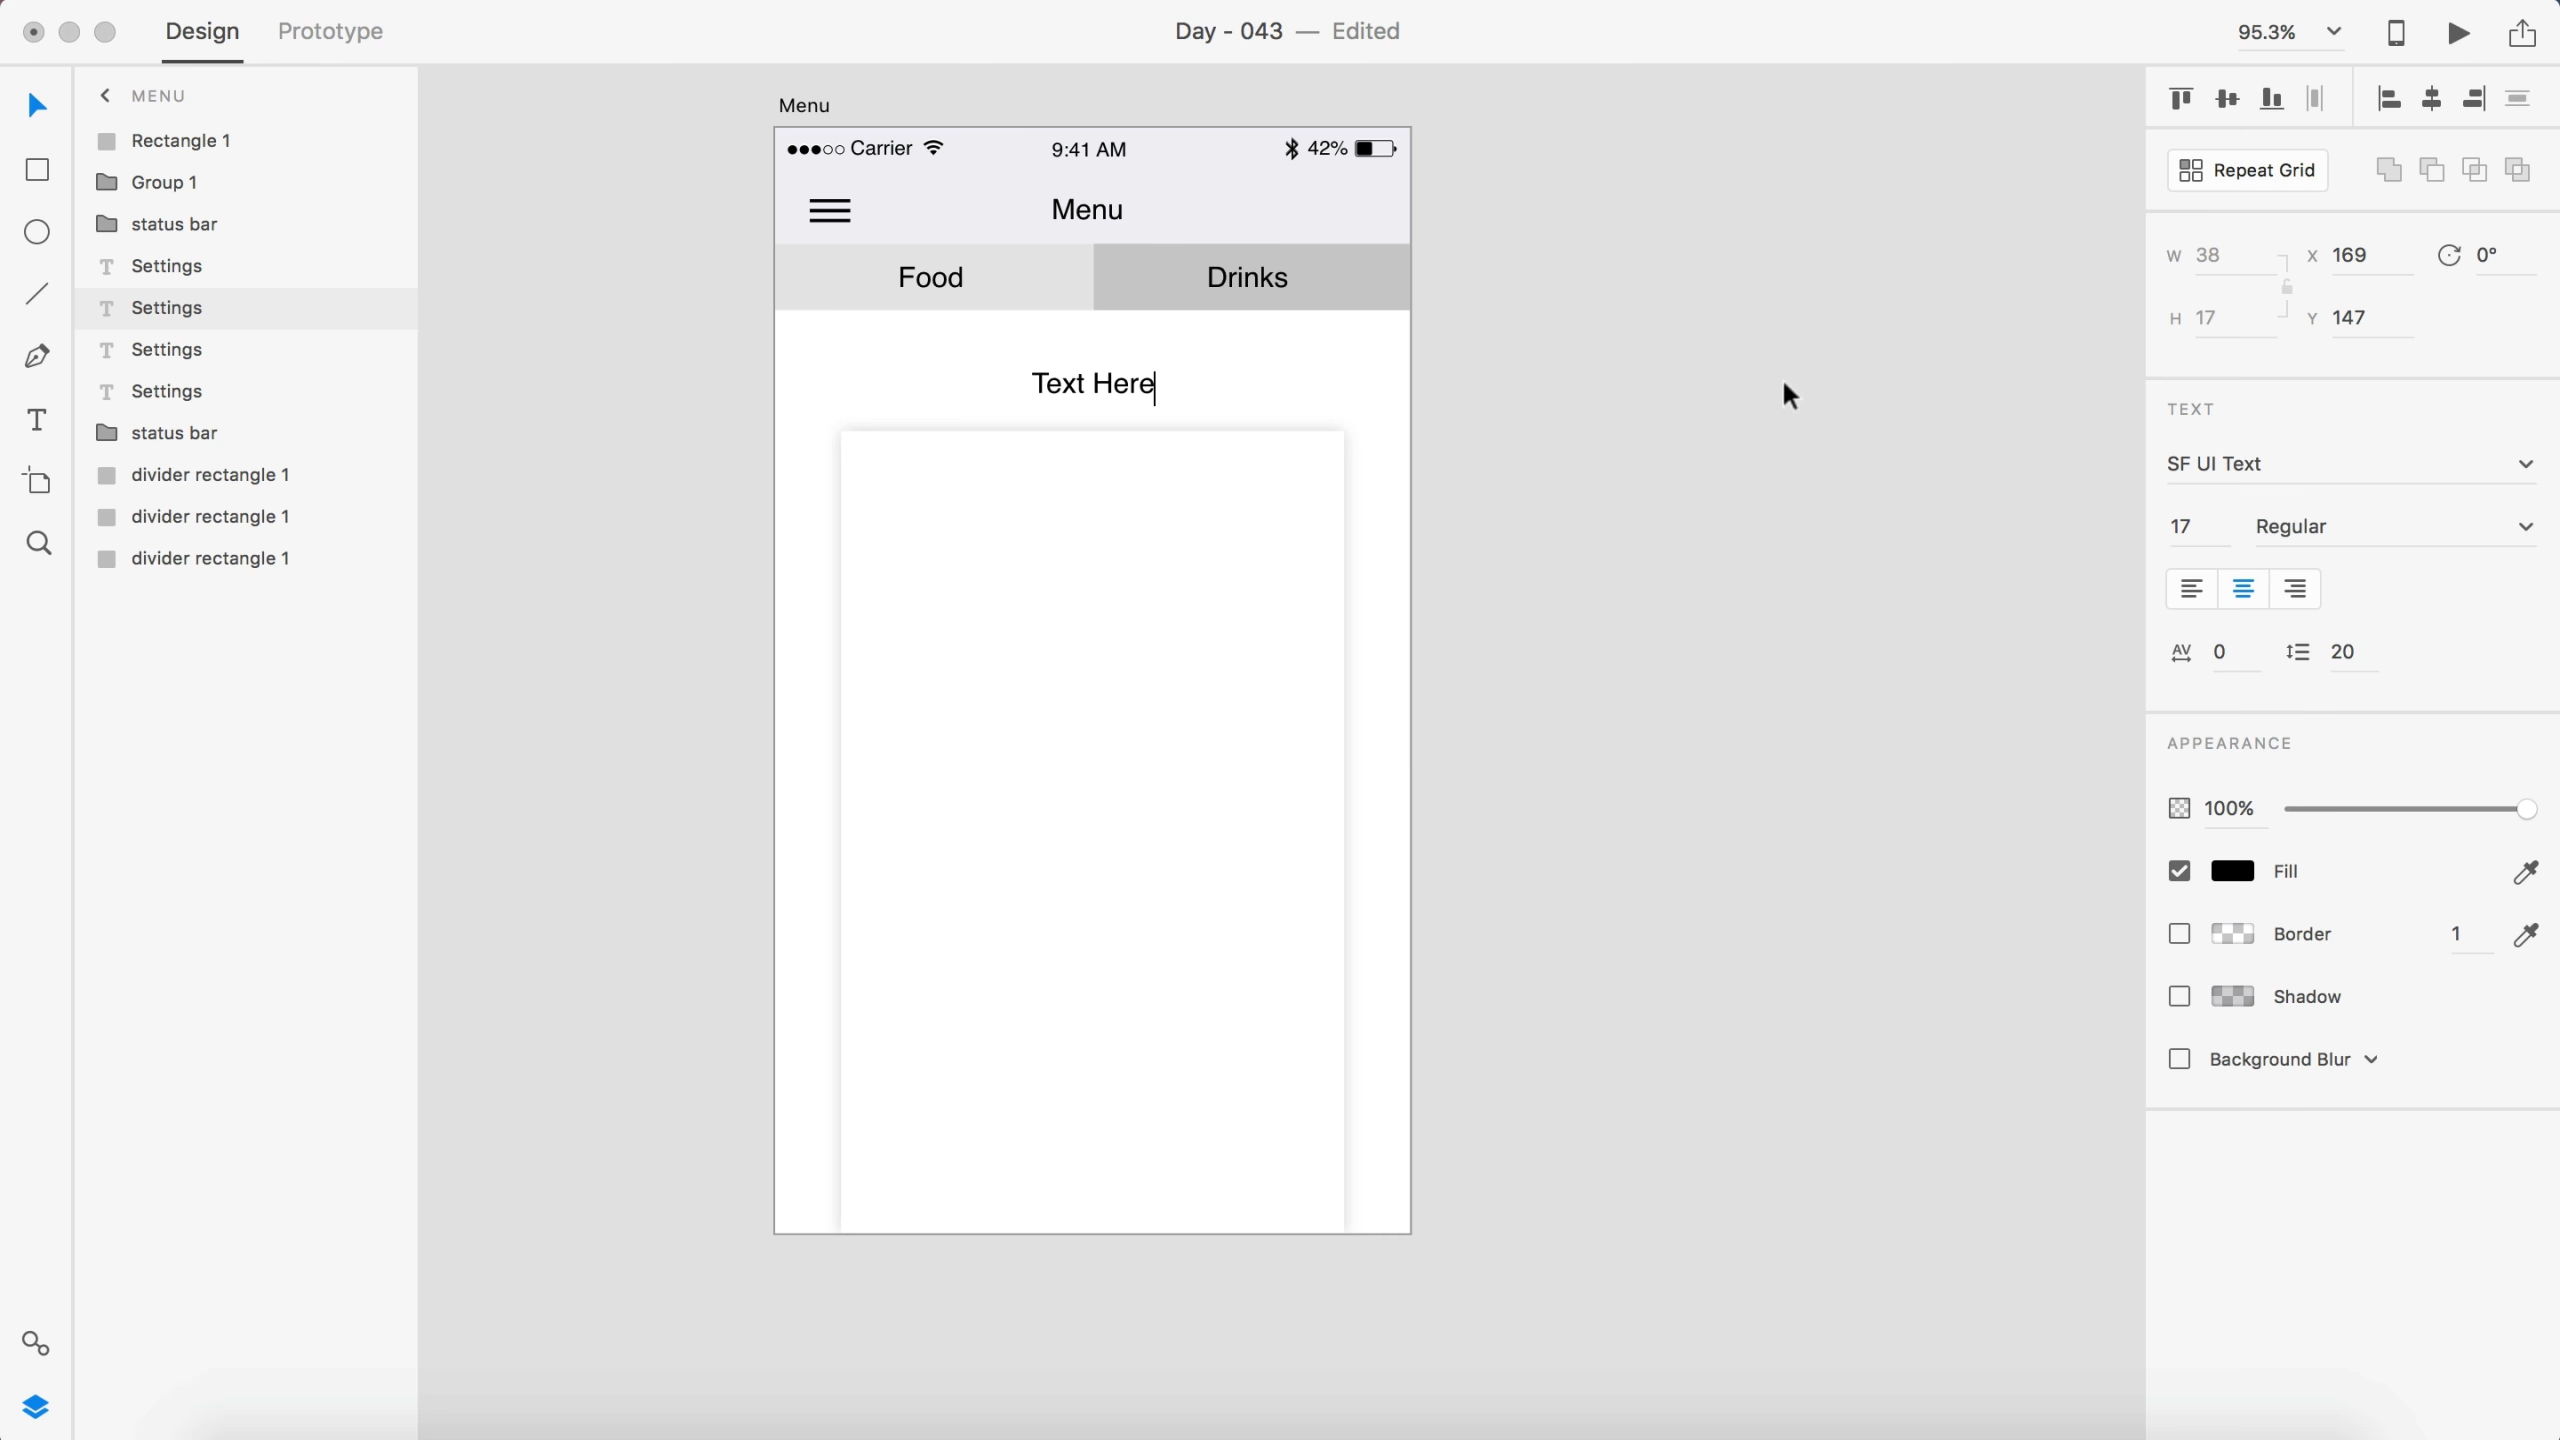 Design Prototype Day - 043 — Edited 95.3%
MENU
Rectangle 1
Group 1
status bar
Settings
Settings
Settings
Settings
status bar
divider rectangle 1
divider rectangle 1
divider rectangle 1
Menu
Carrier 9:41 AM 42%
Menu
Food Drinks
Text Here
Repeat Grid
W 38 X 169 0°
H 17 Y 147
TEXT
SF UI Text
17 Regular
AV 0 20
APPEARANCE
100%
Fill
Border 1
Shadow
Background Blur